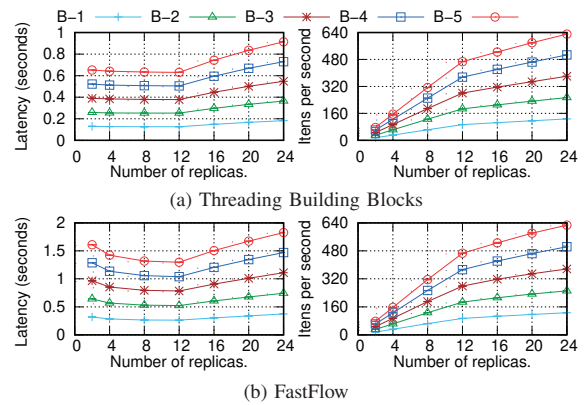 B-1 B-2 B-3 B-4 B-5
Latency (seconds)
1
0.8
0.6
0.4
0.2
0
0 4 8 12 16 20 24
Number of replicas.
Itens per second
640
480
320
160
0
0 4 8 12 16 20 24
Number of replicas.
(a) Threading Building Blocks
Latency (seconds)
2
1.5
1
0.5
0
0 4 8 12 16 20 24
Number of replicas.
Itens per second
640
480
320
160
0
0 4 8 12 16 20 24
Number of replicas.
(b) FastFlow